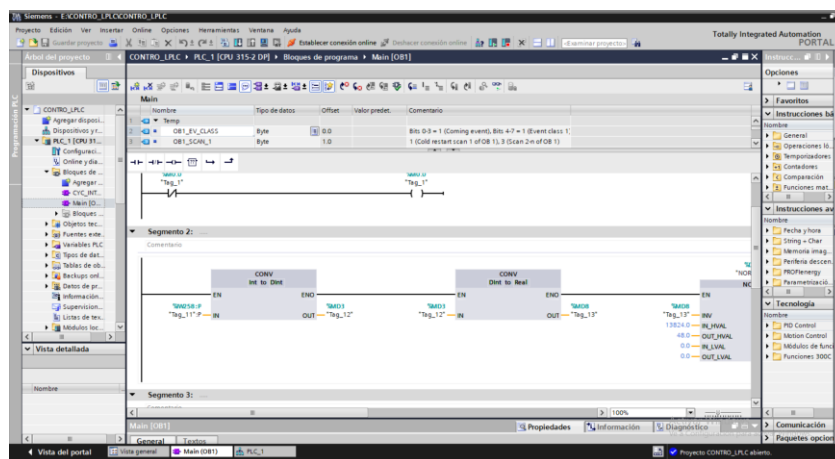 Siemens - E:\CONTRO_LPLC\CONTRO_LPLC
Proyecto Edición Ver Insertar Online Opciones Herramientas Ventana Ayuda
Totally Integrated Automation
PORTAL
Guardar proyecto
Establecer conexión online
Deshacer conexión online
<Examinar proyecto>
Árbol del proyecto
CONTRO_LPLC ▸ PLC_1 [CPU 315-2 DP] ▸ Bloques de programa ▸ Main [OB1]
Instrucc...
Dispositivos
Opciones
Programación PLC
Main
Nombre Tipo de datos Offset Valor predet. Comentario
1 Temp
2 OB1_EV_CLASS Byte 0.0 Bits 0-3 = 1 (Coming event), Bits 4-7 = 1 (Event class 1)
3 OB1_SCAN_1 Byte 1.0 1 (Cold restart scan 1 of OB 1), 3 (Scan 2-n of OB 1)
CONTRO_LPLC
Agregar disposi...
Dispositivos y r...
PLC_1 [CPU 31...
Configuraci...
Online y dia...
Bloques de ...
Agregar ...
CYC_INT...
Main [O...
Bloques ...
Objetos tec...
Fuentes exte...
Variables PLC
Tipos de dat...
Tablas de ob...
Backups onl...
Datos de pr...
Información...
Supervision...
Listas de tex...
Módulos loc...
Vista detallada
Nombre
"Tag_1"
"Tag_1"
Segmento 2: ....
Comentario
CONV
Int to Dint
EN ENO
%IW258:P
"Tag_11":P IN
OUT
%MD3
"Tag_12"
CONV
Dint to Real
EN ENO
%MD3
"Tag_12" IN
OUT
%MD8
"Tag_13"
"NOR
EN
%MD8
"Tag_13" INV
13824.0 IN_HVAL
48.0 OUT_HVAL
0.0 IN_LVAL
0.0 OUT_LVAL
Segmento 3: ....
100%
Main [OB1]
Propiedades Información Diagnóstico
General Textos
Favoritos
Instrucciones bá
Nombre
General
Operaciones ló...
Temporizadores
Contadores
Comparación
Funciones mat...
Instrucciones av
Nombre
Fecha y hora
String + Char
Memoria imag...
Periferia descen...
PROFIenergy
Parametrizació...
Tecnología
Nombre
PID Control
Motion Control
Módulos de funci
Funciones 300C
Comunicación
Paquetes opcion
Vista del portal
Vista general
Main (OB1)
PLC_1
Proyecto CONTRO_LPLC abierto.